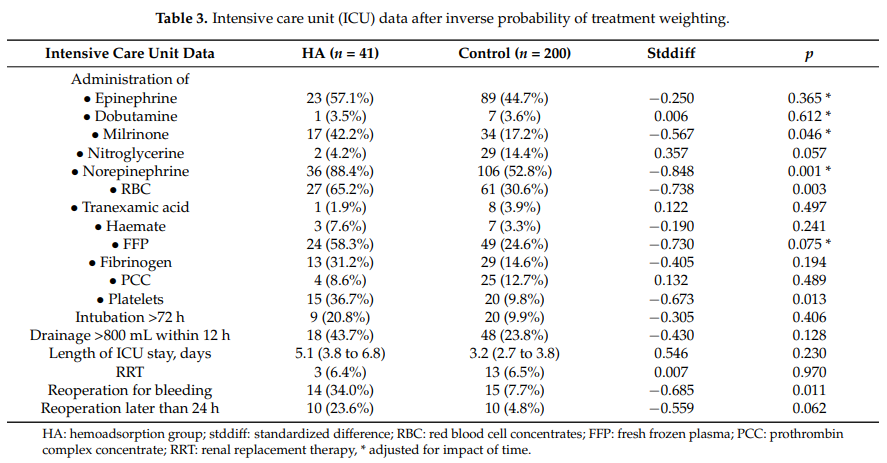 Table 3. Intensive care unit (ICU) data after inverse probability of treatment weighting.
Intensive Care Unit Data HA (n = 41) Control (n = 200) Stddiff p
Administration of
• Epinephrine 23 (57.1%) 89 (44.7%) −0.250 0.365 *
• Dobutamine 1 (3.5%) 7 (3.6%) 0.006 0.612 *
• Milrinone 17 (42.2%) 34 (17.2%) −0.567 0.046 *
• Nitroglycerine 2 (4.2%) 29 (14.4%) 0.357 0.057
• Norepinephrine 36 (88.4%) 106 (52.8%) −0.848 0.001 *
• RBC 27 (65.2%) 61 (30.6%) −0.738 0.003
• Tranexamic acid 1 (1.9%) 8 (3.9%) 0.122 0.497
• Haemate 3 (7.6%) 7 (3.3%) −0.190 0.241
• FFP 24 (58.3%) 49 (24.6%) −0.730 0.075 *
• Fibrinogen 13 (31.2%) 29 (14.6%) −0.405 0.194
• PCC 4 (8.6%) 25 (12.7%) 0.132 0.489
• Platelets 15 (36.7%) 20 (9.8%) −0.673 0.013
Intubation >72 h 9 (20.8%) 20 (9.9%) −0.305 0.406
Drainage >800 mL within 12 h 18 (43.7%) 48 (23.8%) −0.430 0.128
Length of ICU stay, days 5.1 (3.8 to 6.8) 3.2 (2.7 to 3.8) 0.546 0.230
RRT 3 (6.4%) 13 (6.5%) 0.007 0.970
Reoperation for bleeding 14 (34.0%) 15 (7.7%) −0.685 0.011
Reoperation later than 24 h 10 (23.6%) 10 (4.8%) −0.559 0.062
HA: hemoadsorption group; stddiff: standardized difference; RBC: red blood cell concentrates; FFP: fresh frozen plasma; PCC: prothrombin
complex concentrate; RRT: renal replacement therapy, * adjusted for impact of time.